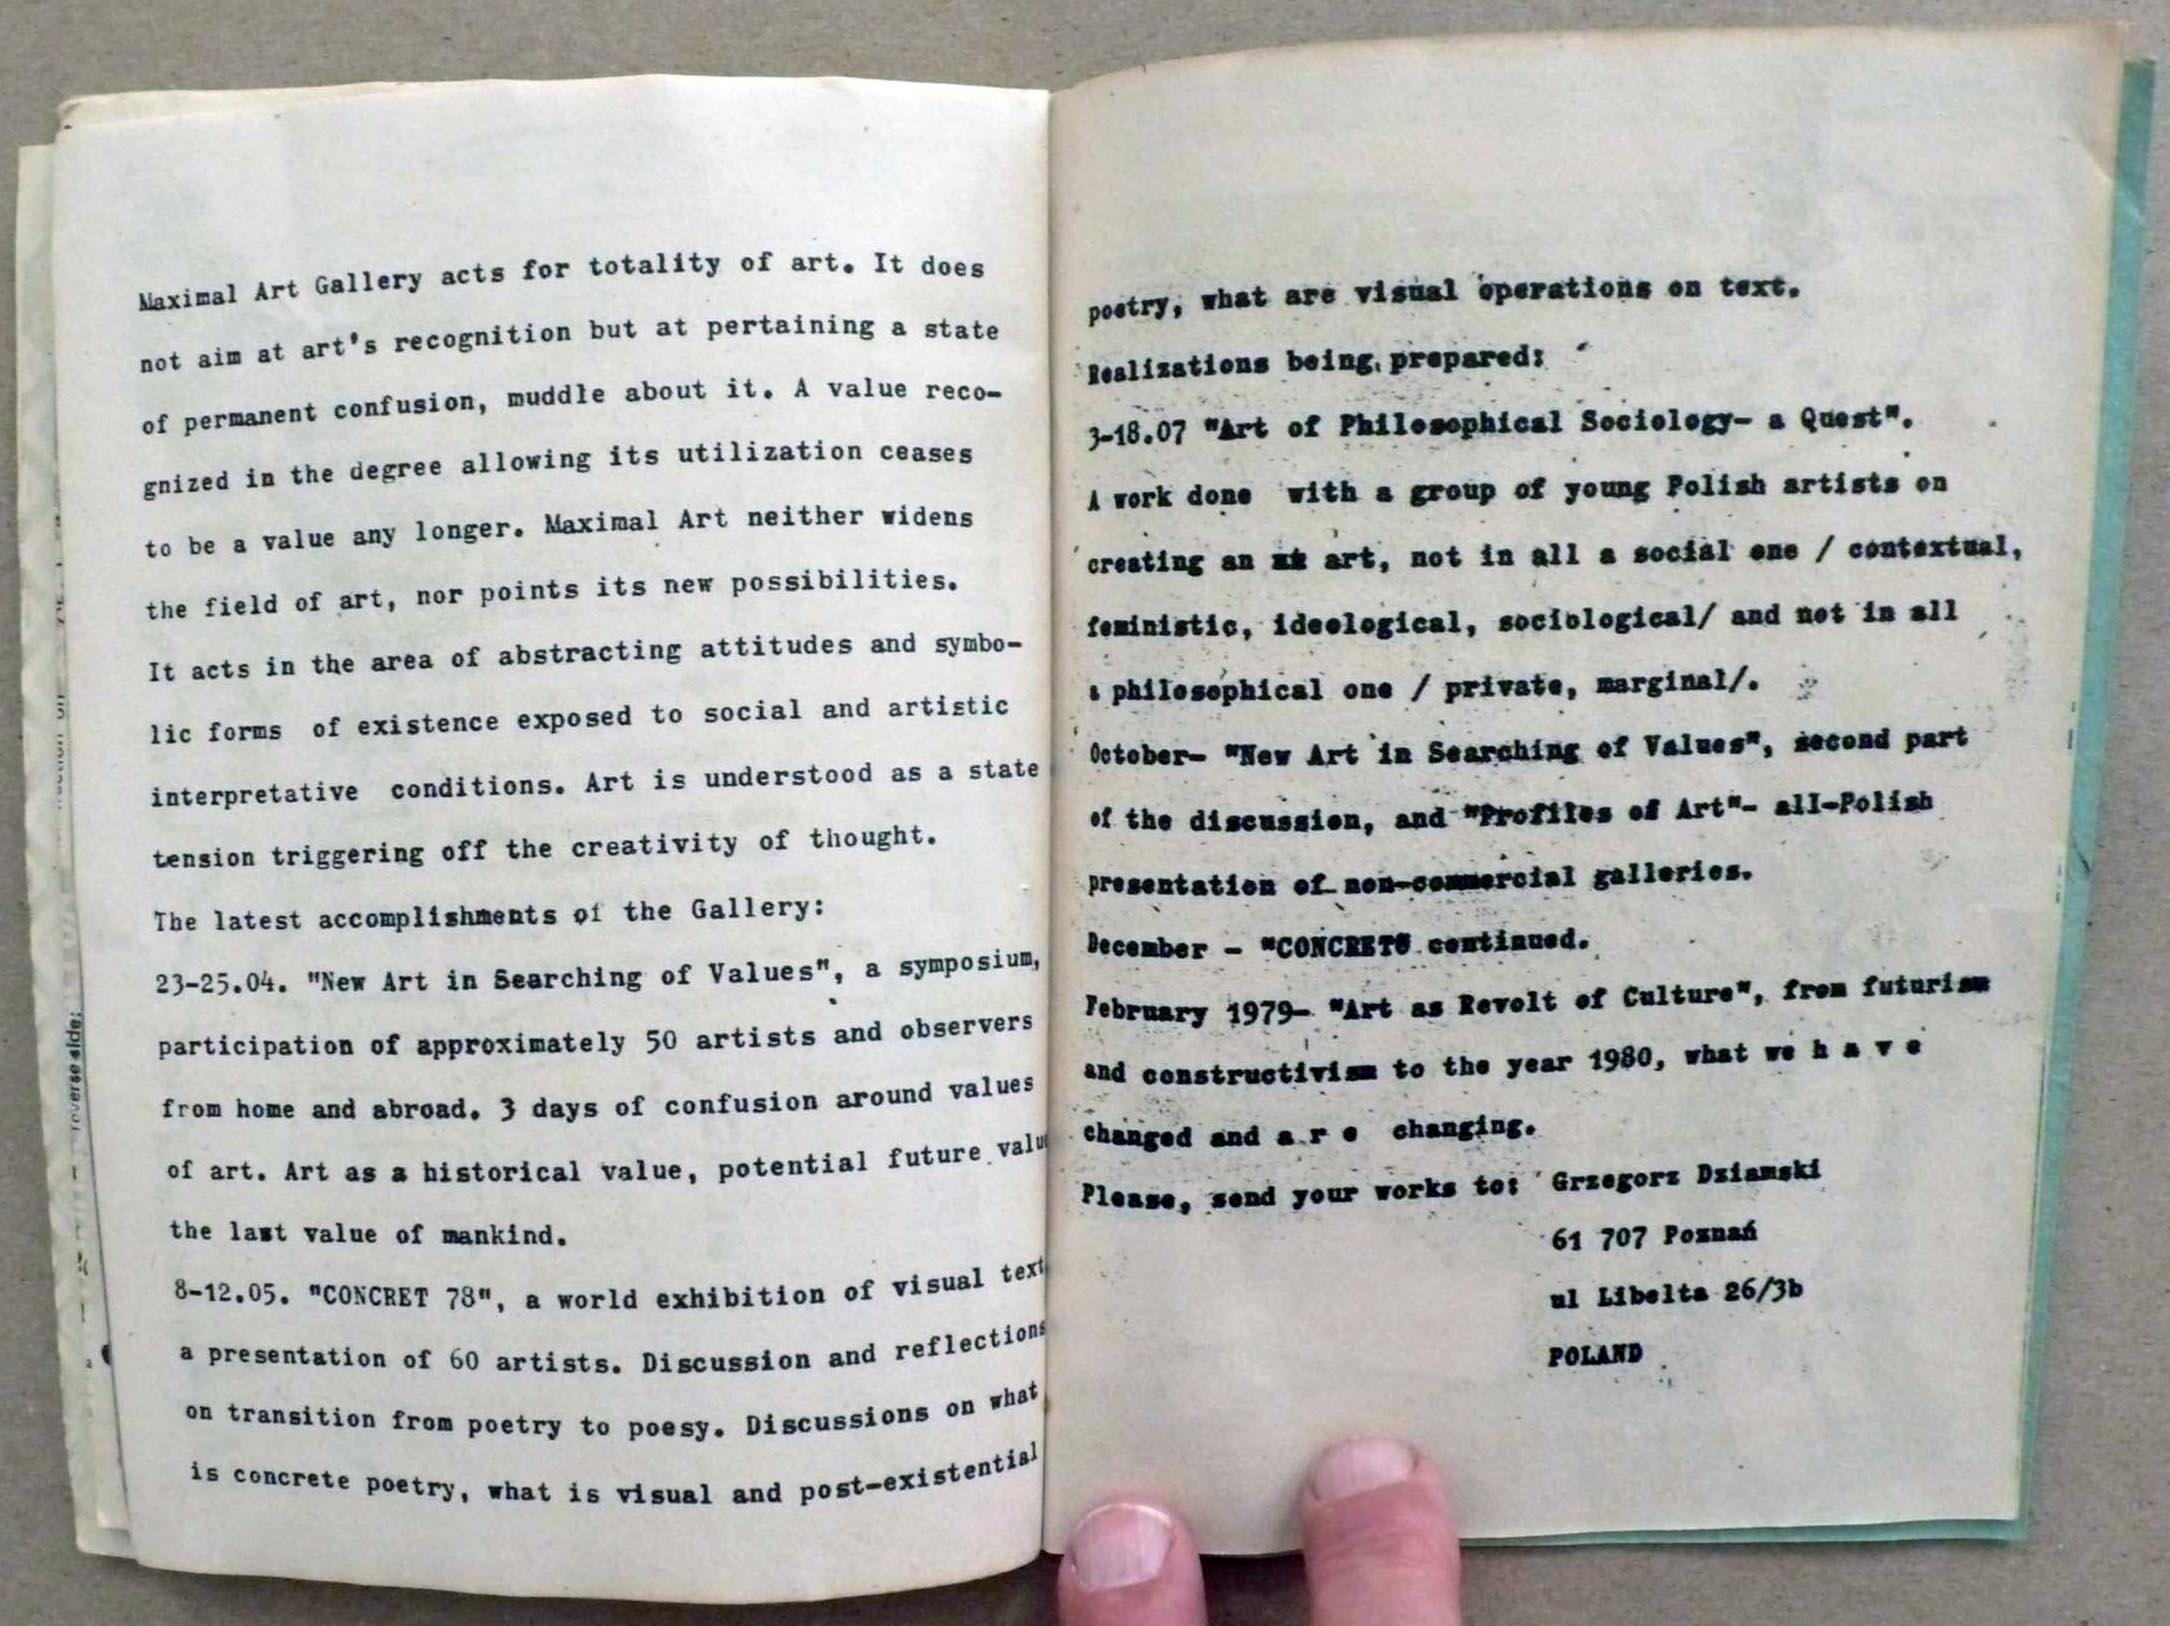 Maximal Art Gallery acts for totality of art. It does
not aim at art's recognition but at pertaining a state
of permanent confusion, muddle about it. A value reco-
gnized in the degree allowing its utilization ceases
to be a value any longer. Maximal Art neither widens
the field of art, nor points its new possibilities.
It acts in the area of abstracting attitudes and symbo-
lic forms of existence exposed to social and artistic
interpretative conditions. Art is understood as a state
tension triggering off the creativity of thought.
The latest accomplishments of the Gallery:
23-25.04. "New Art in Searching of Values", a symposium,
participation of approximately 50 artists and observers
from home and abroad. 3 days of confusion around values
of art. Art as a historical value, potential future valu
the last value of mankind.
8-12.05. "CONCRET 78", a world exhibition of visual text
a presentation of 60 artists. Discussion and reflections
on transition from poetry to poesy. Discussions on what
is concrete poetry, what is visual and post-existential
poetry, what are visual operations on text.
Realizations being prepared:
3-18.07 "Art of Philosophical Sociology- a Quest".
A work done with a group of young Polish artists on
creating an art, not in all a social one / contextual,
feministic, ideological, sociological/ and not in all
a philosophical one / private, marginal/.
October- "New Art in Searching of Values", second part
of the discussion, and "Profiles of Art"- all-Polish
presentation of non-commercial galleries.
December - "CONCRET" continued.
February 1979- "Art as Revolt of Culture", from futurism
and constructivism to the year 1980, what we h a v e
changed and a r e changing.
Please, send your works to: Grzegorz Dziamski
61 707 Poznań
ul Libelta 26/3b
POLAND
reverse side: